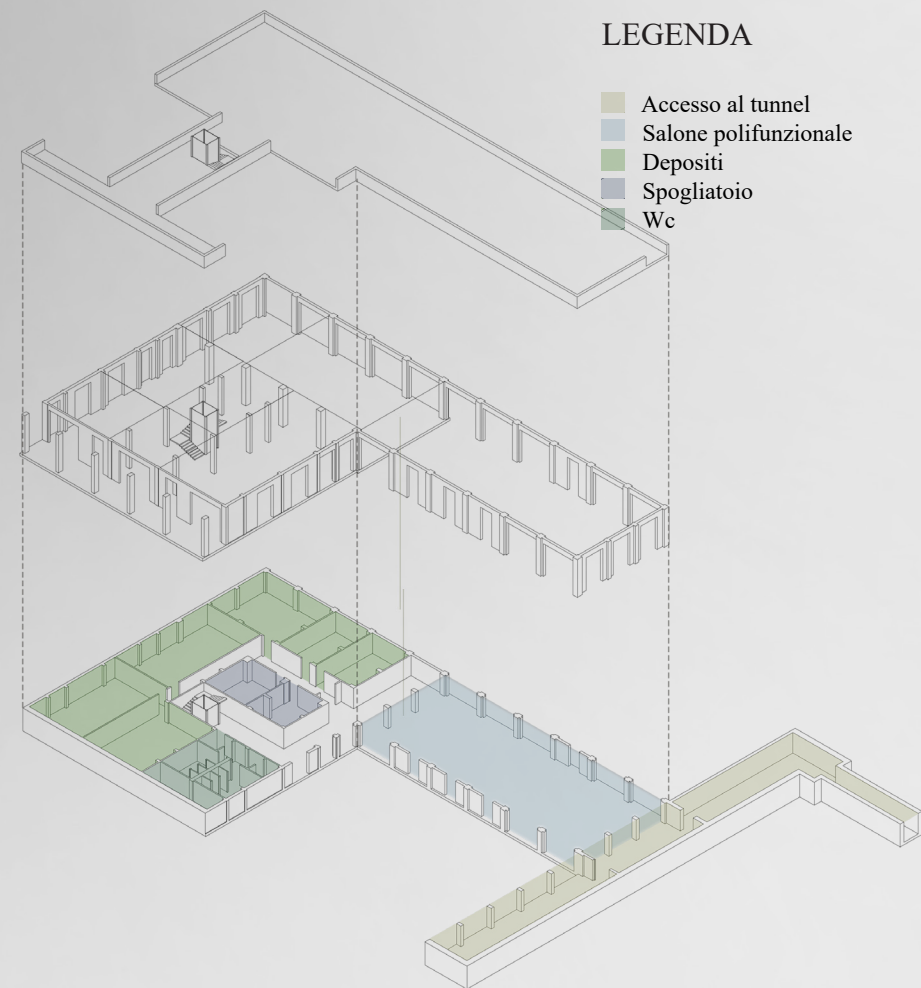 LEGENDA
Accesso al tunnel
Salone polifunzionale
Depositi
Spogliatoio
Wc